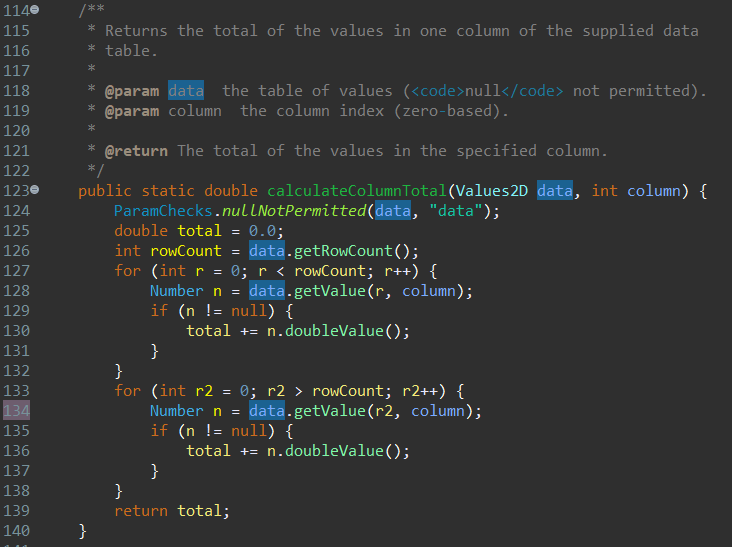 114 /**
115 * Returns the total of the values in one column of the supplied data
116 * table.
117 *
118 * @param data  the table of values (<code>null</code> not permitted).
119 * @param column  the column index (zero-based).
120 *
121 * @return The total of the values in the specified column.
122 */
123 public static double calculateColumnTotal(Values2D data, int column) {
124 ParamChecks.nullNotPermitted(data, "data");
125 double total = 0.0;
126 int rowCount = data.getRowCount();
127 for (int r = 0; r < rowCount; r++) {
128 Number n = data.getValue(r, column);
129 if (n != null) {
130 total += n.doubleValue();
131 }
132 }
133 for (int r2 = 0; r2 > rowCount; r2++) {
134 Number n = data.getValue(r2, column);
135 if (n != null) {
136 total += n.doubleValue();
137 }
138 }
139 return total;
140 }